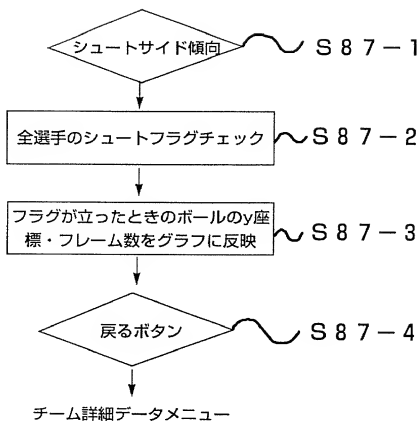 シュートサイド傾向
S87-1
全選手のシュートフラグチェック
S87-2
フラグが立ったときのボールのy座
標・フレーム数をグラフに反映
S87-3
戻るボタン
S87-4
チーム詳細データメニュー